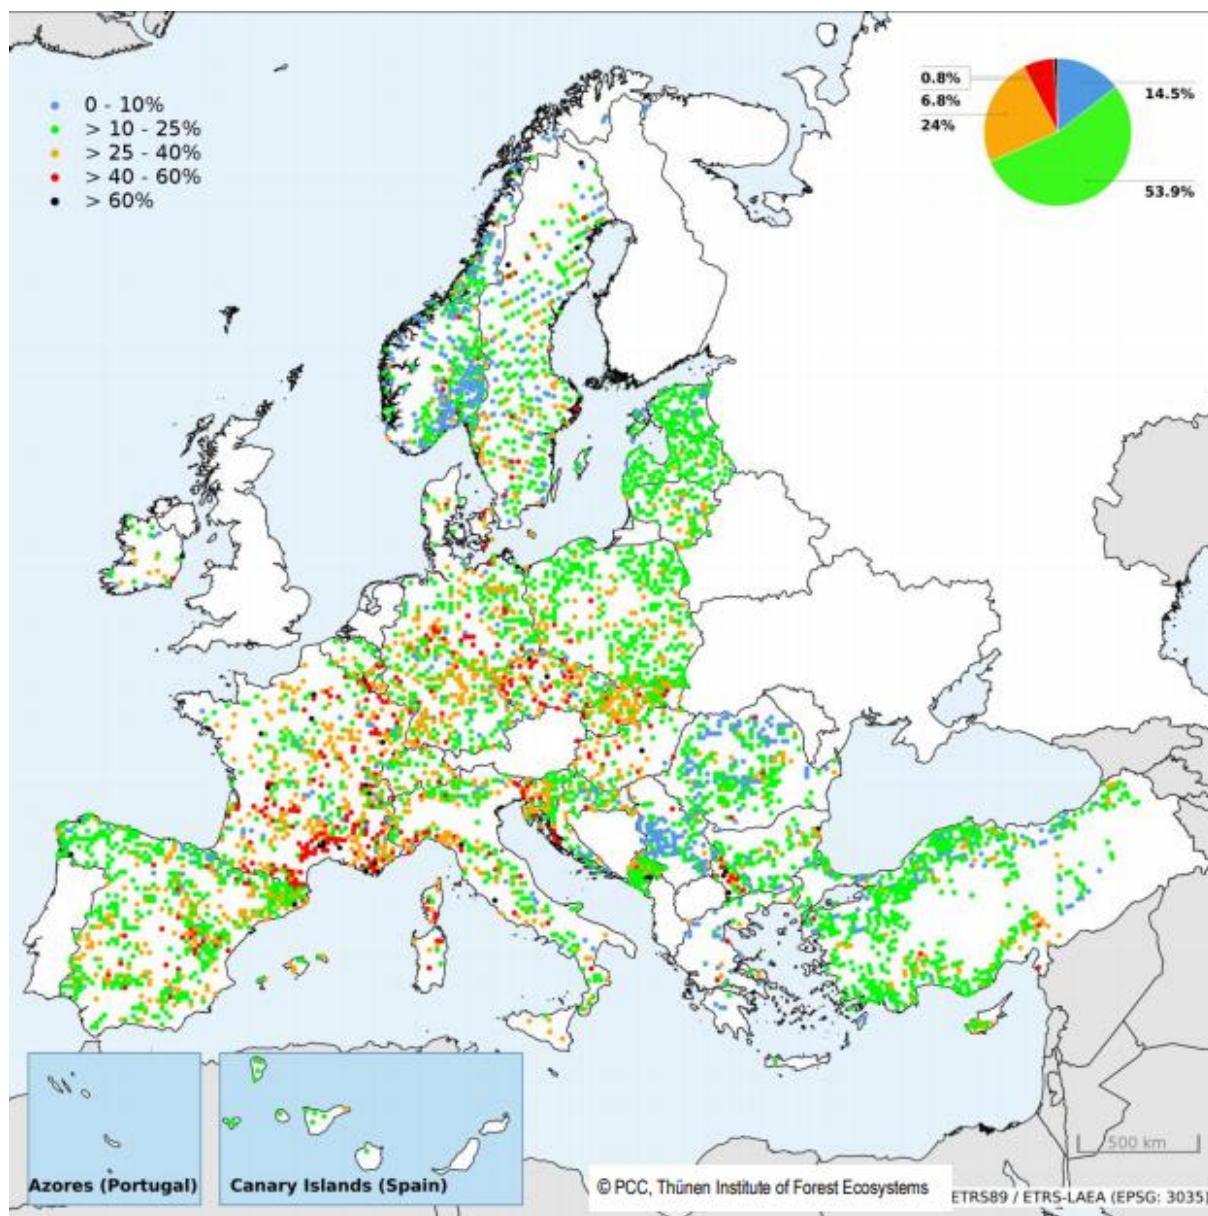 0 - 10%
> 10 - 25%
> 25 - 40%
> 40 - 60%
> 60%
0.8%
6.8%
24%
14.5%
53.9%
500 km
Azores (Portugal)
Canary Islands (Spain)
© PCC, Thünen Institute of Forest Ecosystems
ETRS89 / ETRS-LAEA (EPSG: 3035)